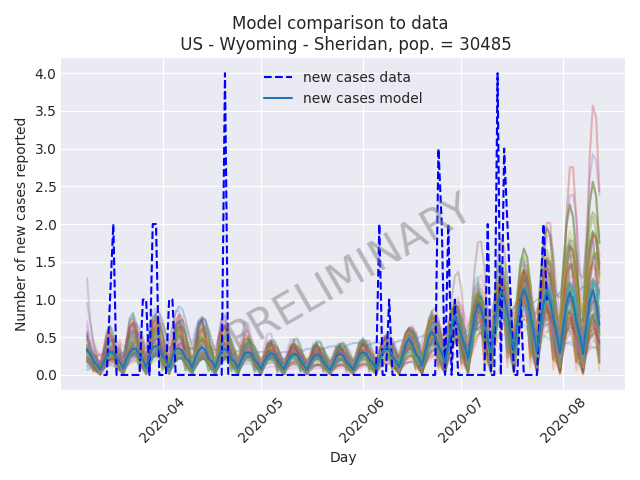 Model comparison to data
US - Wyoming - Sheridan, pop. = 30485
new cases data
new cases model
PRELIMINARY
Number of new cases reported
4.0
3.5
3.0
2.5
2.0
1.5
1.0
0.5
0.0
2020-04
2020-05
2020-06
2020-07
2020-08
Day